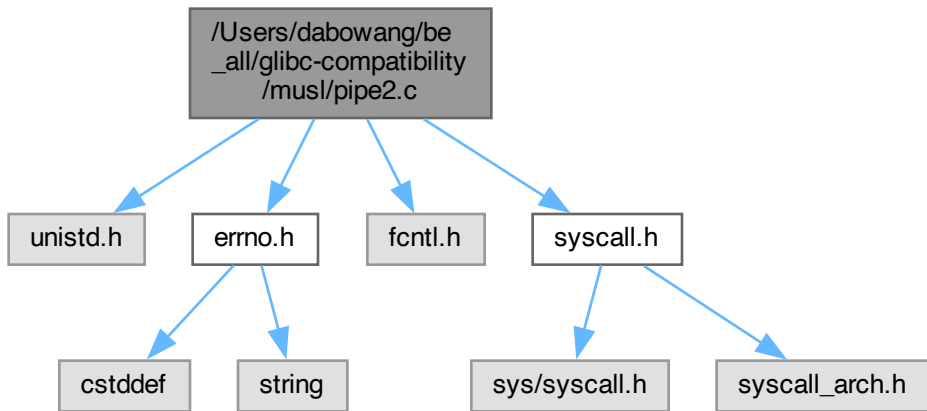 /Users/dabowang/be
_all/glibc-compatibility
/musl/pipe2.c
unistd.h
errno.h
fcntl.h
syscall.h
cstddef
string
sys/syscall.h
syscall_arch.h